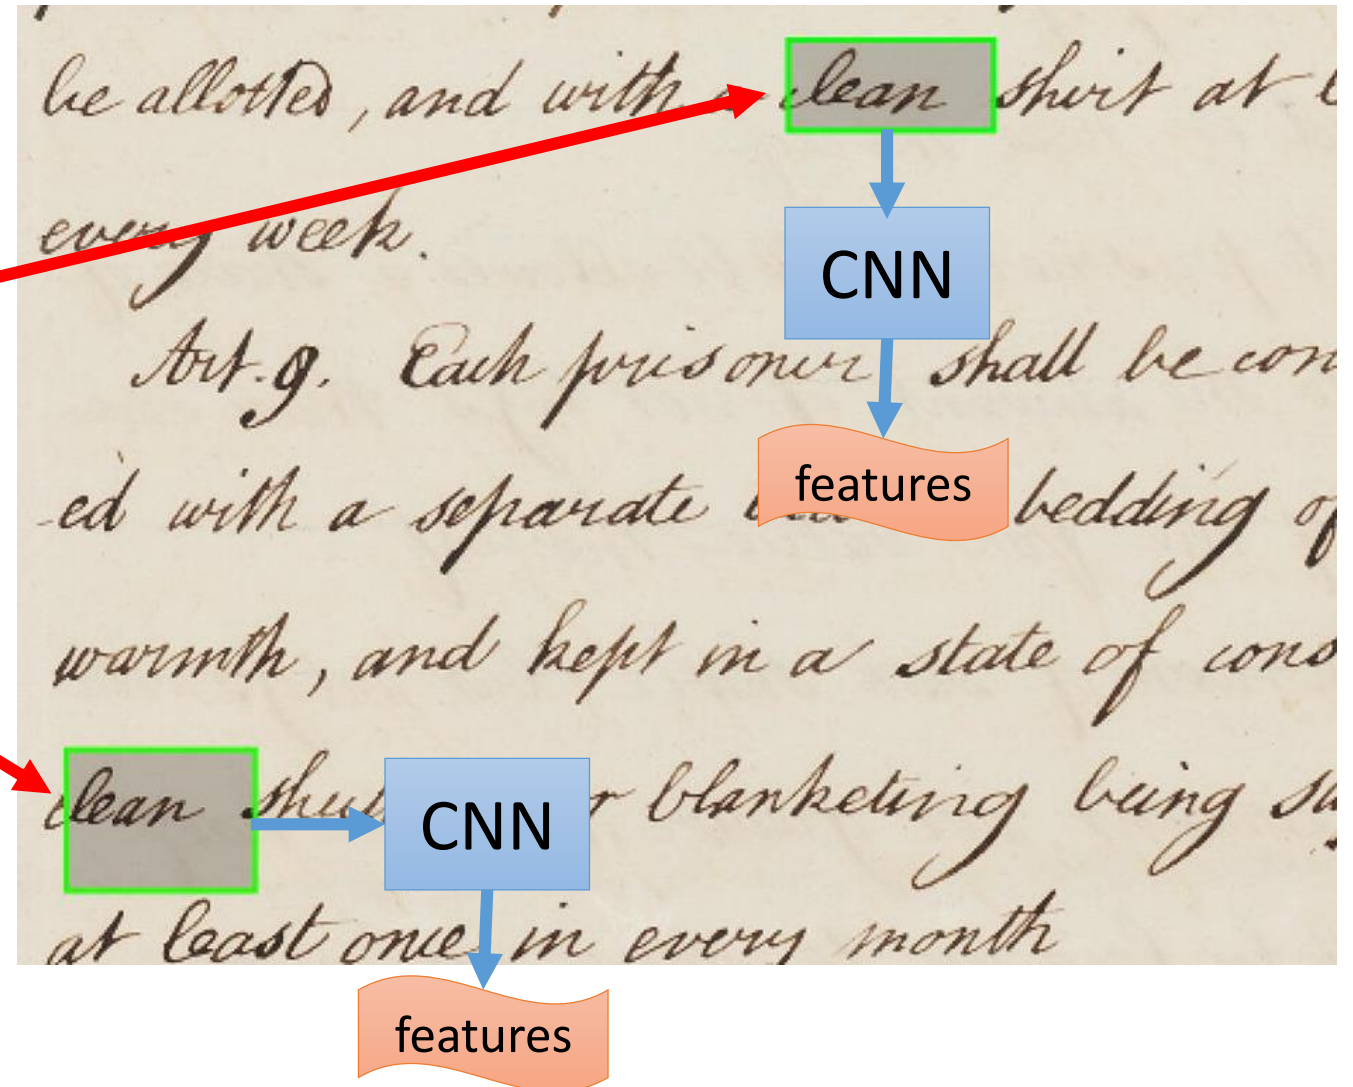 be allotted, and with clean shirt at
every week.
CNN
Art. 9. Each prisoner shall be con
features
-ed with a separate bedding of
warmth, and kept in a state of cons
clean CNN blanketing being su
at least once in every month
features